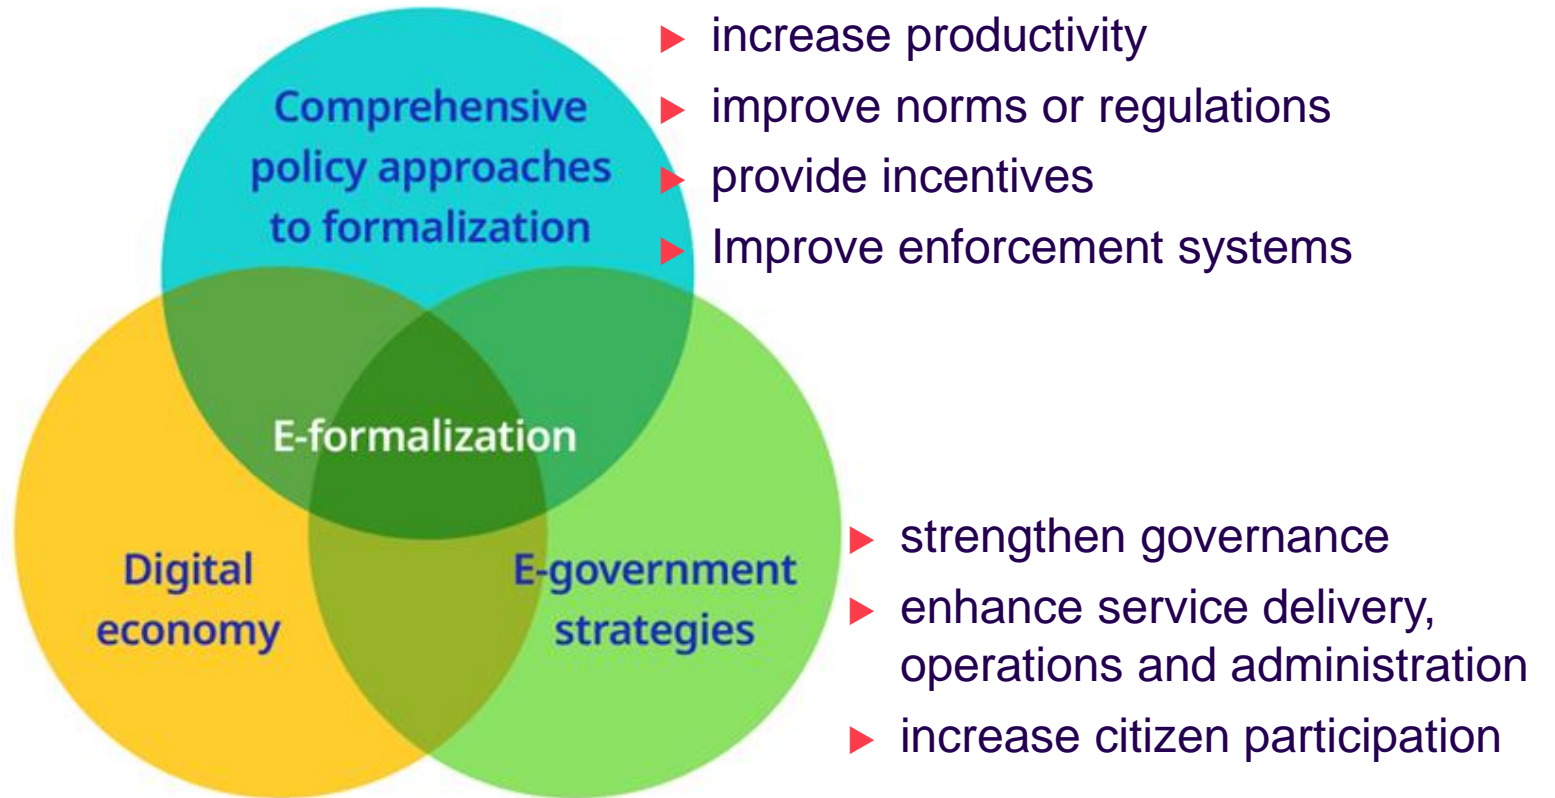 Comprehensive
policy approaches
to formalization
increase productivity
improve norms or regulations
provide incentives
Improve enforcement systems
E-formalization
Digital
economy
E-government
strategies
strengthen governance
enhance service delivery,
operations and administration
increase citizen participation